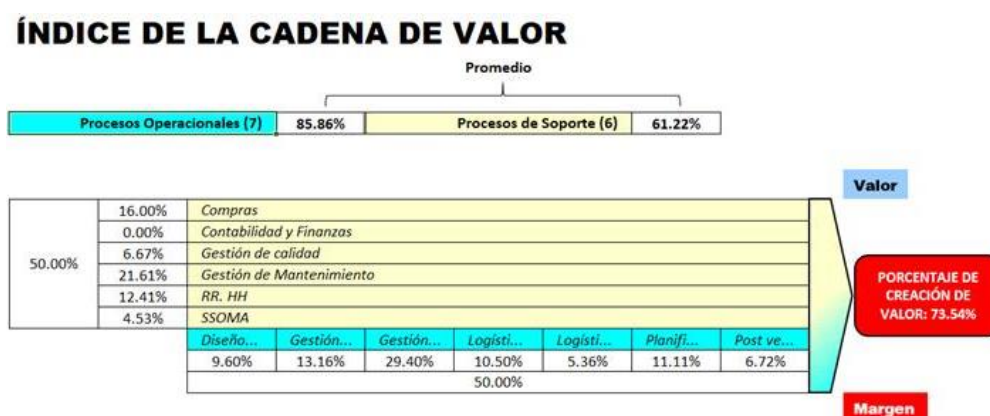 ÍNDICE DE LA CADENA DE VALOR
Promedio
Procesos Operacionales (7) 85.86% Procesos de Soporte (6) 61.22%
Valor
50.00%
16.00% Compras
0.00% Contabilidad y Finanzas
6.67% Gestión de calidad
21.61% Gestión de Mantenimiento
12.41% RR. HH
4.53% SSOMA
PORCENTAJE DE
CREACIÓN DE
VALOR: 73.54%
Diseño... Gestión... Gestión... Logísti... Logísti... Planifi... Post ve...
9.60% 13.16% 29.40% 10.50% 5.36% 11.11% 6.72%
50.00%
Margen